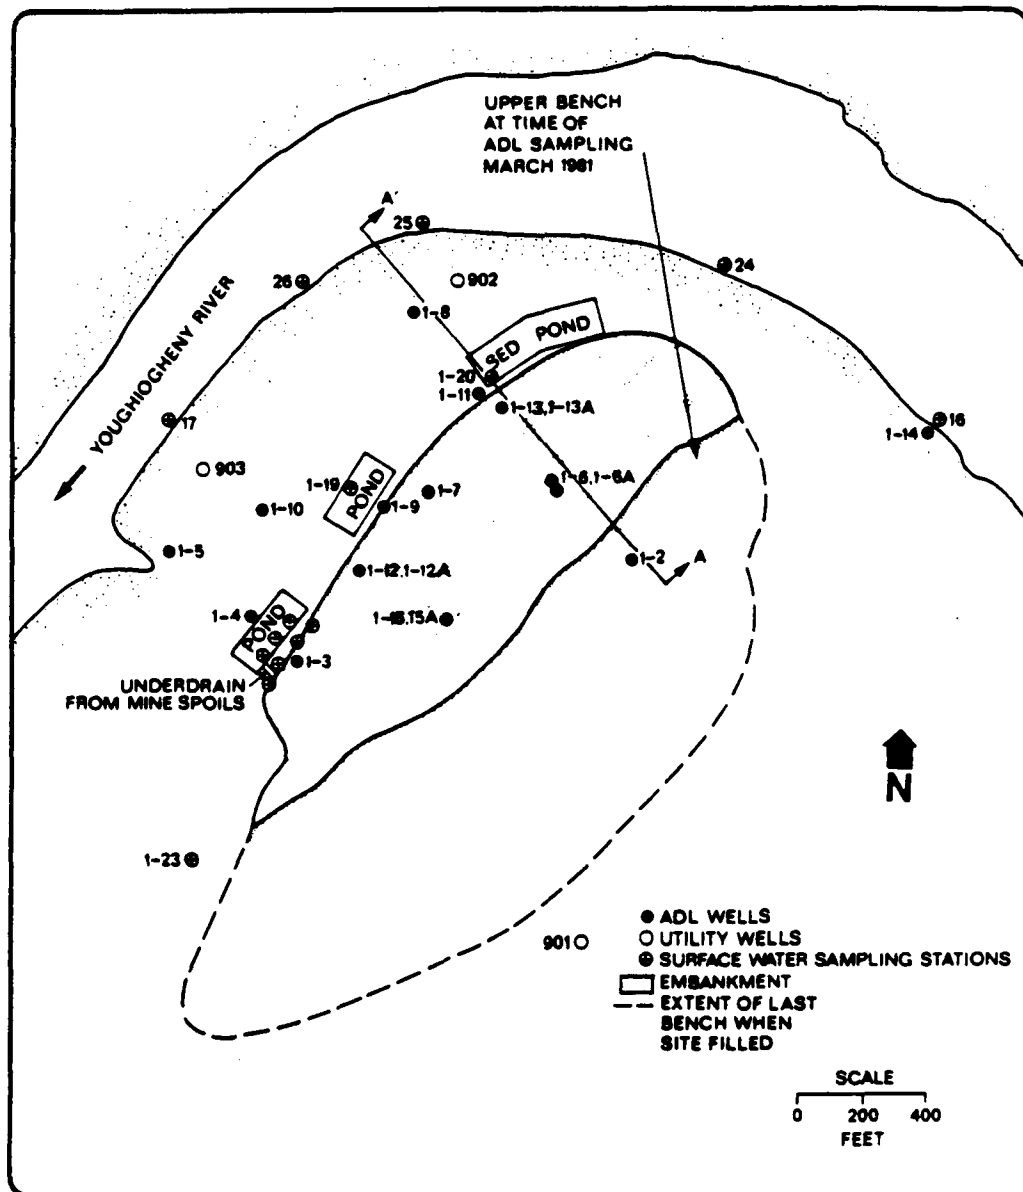 UPPER BENCH
AT TIME OF
ADL SAMPLING
MARCH 1981
A'
25
902
24
26
1-8
YOUGHIOGHENY RIVER
SED POND
1-20
1-11
1-13,1-13A
16
1-14
17
903
1-19
POND
1-7
1-6,1-6A
1-10
1-9
1-5
1-2
A
1-12,1-12A
1-4
POND
1-15,15A
1-3
UNDERDRAIN
FROM MINE SPOILS
N
1-23
901
ADL WELLS
UTILITY WELLS
SURFACE WATER SAMPLING STATIONS
EMBANKMENT
EXTENT OF LAST
BENCH WHEN
SITE FILLED
SCALE
0 200 400
FEET